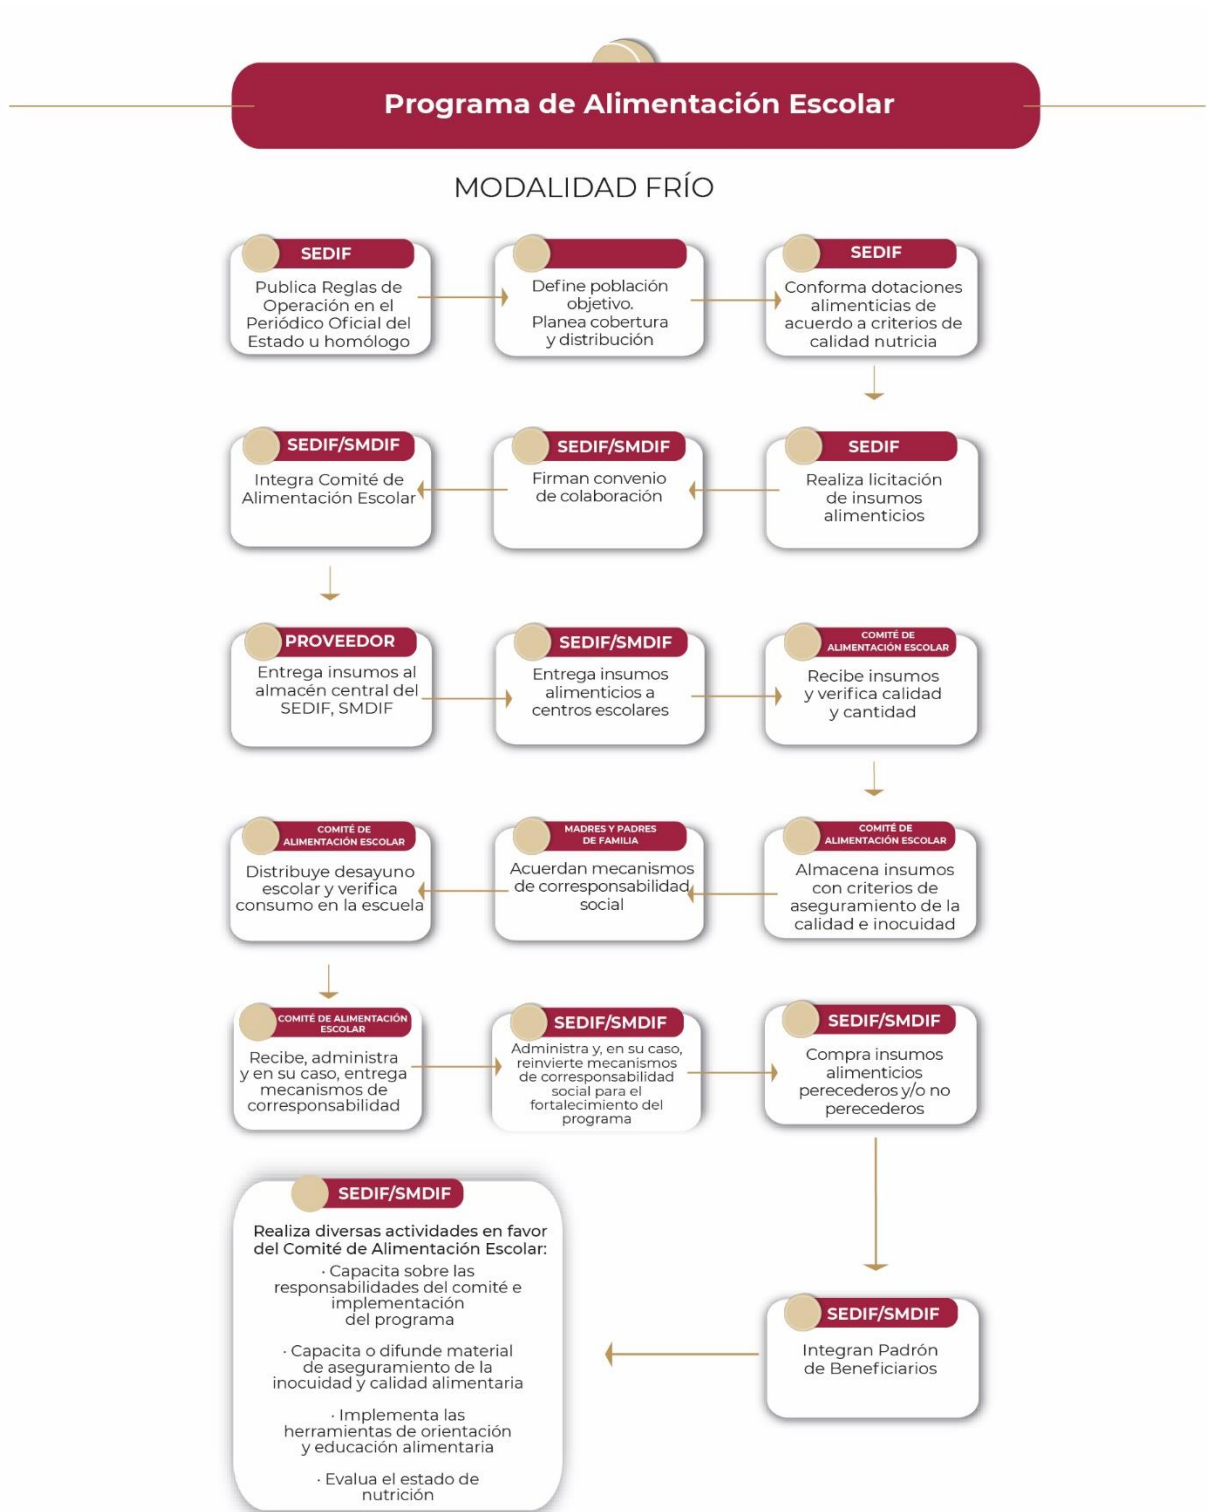 Programa de Alimentación Escolar
MODALIDAD FRÍO
SEDIF
Publica Reglas de
Operación en el
Periódico Oficial del
Estado u homólogo
Define población
objetivo.
Planea cobertura
y distribución
SEDIF
Conforma dotaciones
alimenticias de
acuerdo a criterios de
calidad nutricia
SEDIF
Realiza licitación
de insumos
alimenticios
SEDIF/SMDIF
Firman convenio
de colaboración
SEDIF/SMDIF
Integra Comité de
Alimentación Escolar
PROVEEDOR
Entrega insumos al
almacén central del
SEDIF, SMDIF
SEDIF/SMDIF
Entrega insumos
alimenticios a
centros escolares
COMITÉ DE
ALIMENTACIÓN ESCOLAR
Recibe insumos
y verifica calidad
y cantidad
COMITÉ DE
ALIMENTACIÓN ESCOLAR
Almacena insumos
con criterios de
aseguramiento de la
calidad e inocuidad
MADRES Y PADRES
DE FAMILIA
Acuerdan mecanismos
de corresponsabilidad
social
COMITÉ DE
ALIMENTACIÓN ESCOLAR
Distribuye desayuno
escolar y verifica
consumo en la escuela
COMITÉ DE ALIMENTACIÓN
ESCOLAR
Recibe, administra
y en su caso, entrega
mecanismos de
corresponsabilidad
SEDIF/SMDIF
Administra y, en su caso,
reinvierte mecanismos
de corresponsabilidad
social para el
fortalecimiento del
programa
SEDIF/SMDIF
Compra insumos
alimenticios
perecederos y/o no
perecederos
SEDIF/SMDIF
Integran Padrón
de Beneficiarios
SEDIF/SMDIF
Realiza diversas actividades en favor
del Comité de Alimentación Escolar:
· Capacita sobre las
responsabilidades del comité e
implementación
del programa
· Capacita o difunde material
de aseguramiento de la
inocuidad y calidad alimentaria
· Implementa las
herramientas de orientación
y educación alimentaria
· Evalua el estado de
nutrición